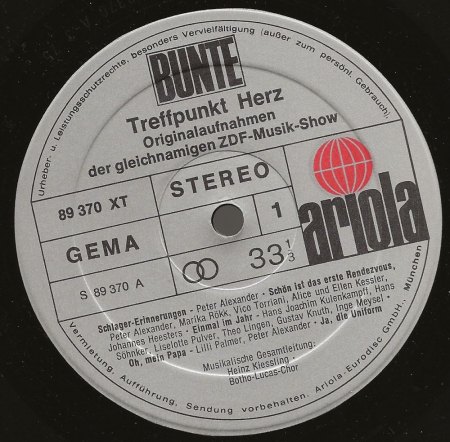 Urheber- u. Leistungsschutzrechte, besonders Vervielfältigung (außer zum persönl. Gebrauch),
BUNTE
Treffpunkt Herz
Originalaufnahmen
der gleichnamigen ZDF-Musik-Show
89 370 XT
STEREO
GEMA
1
S 89 370 A
33 1/3
ariola
Schlager-Erinnerungen - Peter Alexander · Schön ist das erste Rendezvous,
Peter Alexander, Marika Rökk, Vico Torriani, Alice und Ellen Kessler,
Johannes Heesters · Einmal im Jahr - Hans Joachim Kulenkampff, Hans
Söhnker, Liselotte Pulver, Theo Lingen, Gustav Knuth, Inge Meysel ·
Oh, mein Papa - Lilli Palmer, Peter Alexander · Ja, die Uniform
Musikalische Gesamtleitung:
Heinz Kiessling ·
Botho-Lucas-Chor
Vermietung, Aufführung, Sendung vorbehalten. Ariola-Eurodisc GmbH., München